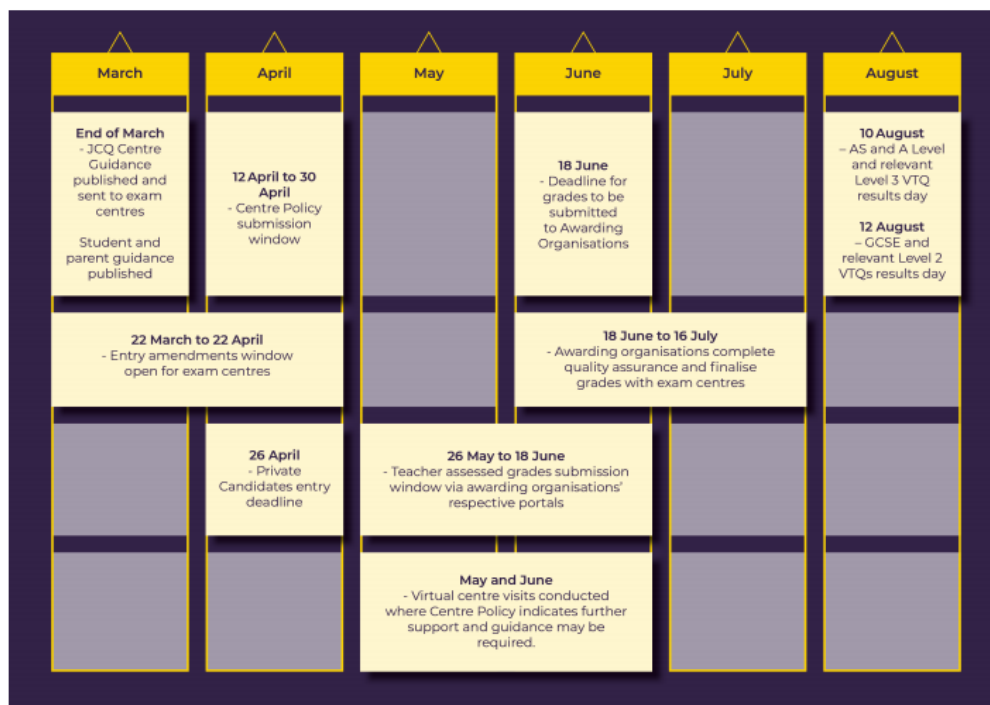 March
April
May
June
July
August
End of March
- JCQ Centre
Guidance
published and
sent to exam
centres
Student and
parent guidance
published
12 April to 30
April
- Centre Policy
submission
window
18 June
- Deadline for
grades to be
submitted
to Awarding
Organisations
10 August
– AS and A Level
and relevant
Level 3 VTQ
results day
12 August
– GCSE and
relevant Level 2
VTQs results day
22 March to 22 April
- Entry amendments window
open for exam centres
18 June to 16 July
- Awarding organisations complete
quality assurance and finalise
grades with exam centres
26 April
- Private
Candidates entry
deadline
26 May to 18 June
- Teacher assessed grades submission
window via awarding organisations’
respective portals
May and June
- Virtual centre visits conducted
where Centre Policy indicates further
support and guidance may be
required.